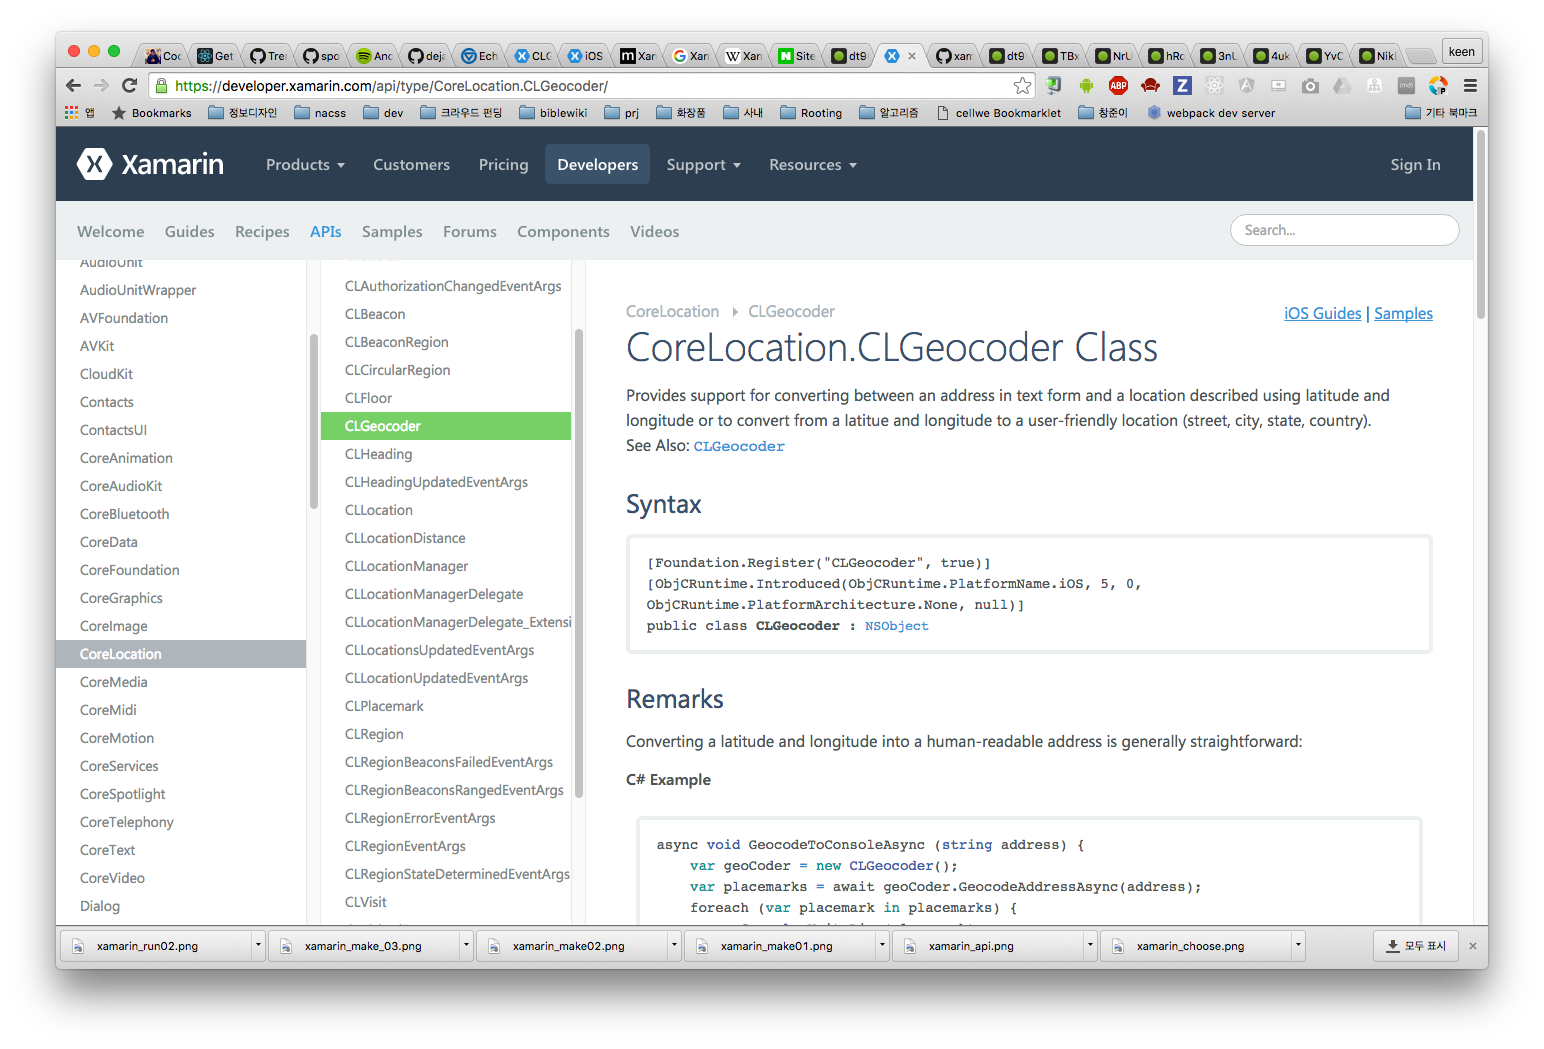 Coc
Get
Trer
spo
Anc
deja
Ech
CLG
iOS
Xar
Xar
Xar
Site
dt9
xan
dt9
TBx
NrU
hRc
3nL
4uk
YvC
Nik
keen
https://developer.xamarin.com/api/type/CoreLocation.CLGeocoder/
앱 Bookmarks 정보디자인 nacss dev 크라우드 펀딩 biblewiki prj 화장품 사내 Rooting 알고리즘 cellwe Bookmarklet 창준이 webpack dev server 기타 북마크
Xamarin Products Customers Pricing Developers Support Resources Sign In
Welcome Guides Recipes APIs Samples Forums Components Videos Search...
AudioUnit
AudioUnitWrapper
AVFoundation
AVKit
CloudKit
Contacts
ContactsUI
CoreAnimation
CoreAudioKit
CoreBluetooth
CoreData
CoreFoundation
CoreGraphics
CoreImage
CoreLocation
CoreMedia
CoreMidi
CoreMotion
CoreServices
CoreSpotlight
CoreTelephony
CoreText
CoreVideo
Dialog
CLAuthorizationChangedEventArgs
CLBeacon
CLBeaconRegion
CLCircularRegion
CLFloor
CLGeocoder
CLHeading
CLHeadingUpdatedEventArgs
CLLocation
CLLocationDistance
CLLocationManager
CLLocationManagerDelegate
CLLocationManagerDelegate_Extensi
CLLocationsUpdatedEventArgs
CLLocationUpdatedEventArgs
CLPlacemark
CLRegion
CLRegionBeaconsFailedEventArgs
CLRegionBeaconsRangedEventArgs
CLRegionErrorEventArgs
CLRegionEventArgs
CLRegionStateDeterminedEventArgs
CLVisit
CoreLocation CLGeocoder
iOS Guides | Samples
CoreLocation.CLGeocoder Class
Provides support for converting between an address in text form and a location described using latitude and
longitude or to convert from a latitue and longitude to a user-friendly location (street, city, state, country).
See Also: CLGeocoder
Syntax
[Foundation.Register("CLGeocoder", true)]
[ObjCRuntime.Introduced(ObjCRuntime.PlatformName.iOS, 5, 0,
ObjCRuntime.PlatformArchitecture.None, null)]
public class CLGeocoder : NSObject
Remarks
Converting a latitude and longitude into a human-readable address is generally straightforward:
C# Example
async void GeocodeToConsoleAsync (string address) {
var geoCoder = new CLGeocoder();
var placemarks = await geoCoder.GeocodeAddressAsync(address);
foreach (var placemark in placemarks) {
xamarin_run02.png xamarin_make_03.png xamarin_make02.png xamarin_make01.png xamarin_api.png xamarin_choose.png 모두 표시